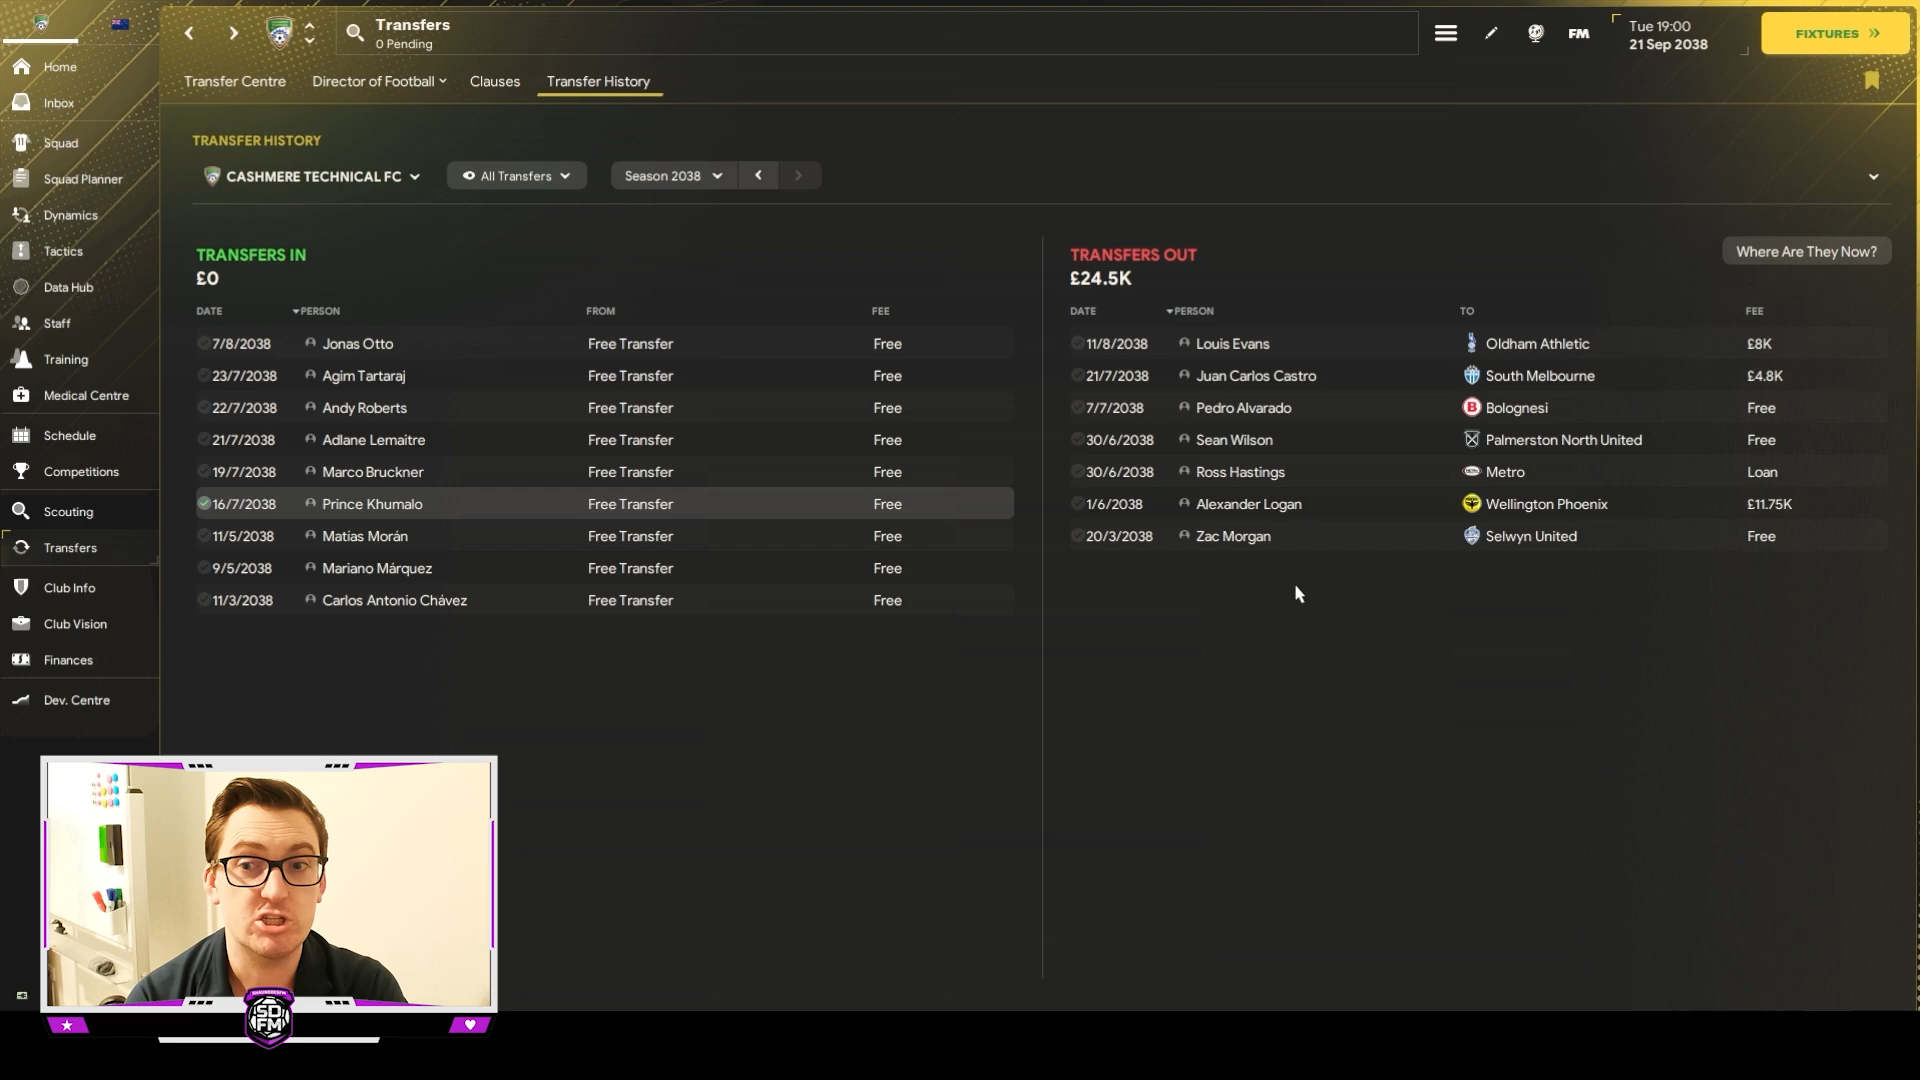 Transfers
0 Pending
FM
Tue 19:00
21 Sep 2038
FIXTURES
Transfer Centre
Director of Football
Clauses
Transfer History
Home
Inbox
Squad
Squad Planner
Dynamics
Tactics
Data Hub
Staff
Training
Medical Centre
Schedule
Competitions
Scouting
Transfers
Club Info
Club Vision
Finances
Dev. Centre
TRANSFER HISTORY
CASHMERE TECHNICAL FC
All Transfers
Season 2038
TRANSFERS IN
£0
DATE PERSON FROM FEE
7/8/2038 Jonas Otto Free Transfer Free
23/7/2038 Agim Tartaraj Free Transfer Free
22/7/2038 Andy Roberts Free Transfer Free
21/7/2038 Adlane Lemaitre Free Transfer Free
19/7/2038 Marco Bruckner Free Transfer Free
16/7/2038 Prince Khumalo Free Transfer Free
11/5/2038 Matías Morán Free Transfer Free
9/5/2038 Mariano Márquez Free Transfer Free
11/3/2038 Carlos Antonio Chávez Free Transfer Free
TRANSFERS OUT
£24.5K
Where Are They Now?
DATE PERSON TO FEE
11/8/2038 Louis Evans Oldham Athletic £8K
21/7/2038 Juan Carlos Castro South Melbourne £4.8K
7/7/2038 Pedro Alvarado Bolognesi Free
30/6/2038 Sean Wilson Palmerston North United Free
30/6/2038 Ross Hastings Metro Loan
1/6/2038 Alexander Logan Wellington Phoenix £11.75K
20/3/2038 Zac Morgan Selwyn United Free
SD
FM